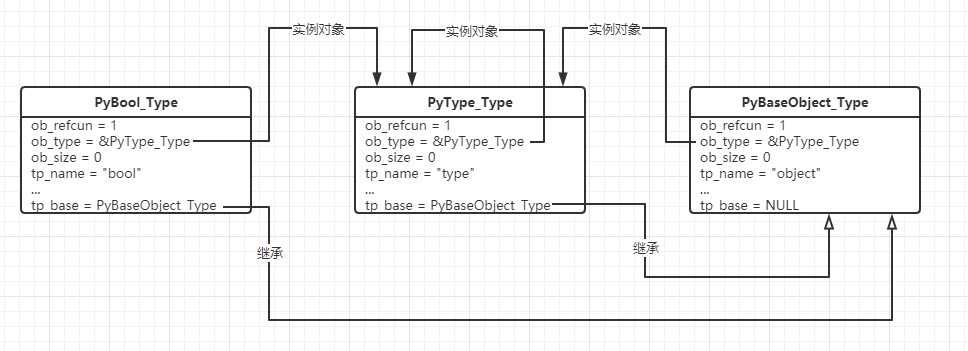 实例对象
实例对象
实例对象
PyBool_Type
ob_refcun = 1
ob_type = &PyType_Type
ob_size = 0
tp_name = "bool"
...
tp_base = PyBaseObject_Type
PyType_Type
ob_refcun = 1
ob_type = &PyType_Type
ob_size = 0
tp_name = "type"
...
tp_base = PyBaseObject_Type
PyBaseObject_Type
ob_refcun = 1
ob_type = &PyType_Type
ob_size = 0
tp_name = "object"
...
tp_base = NULL
继承
继承